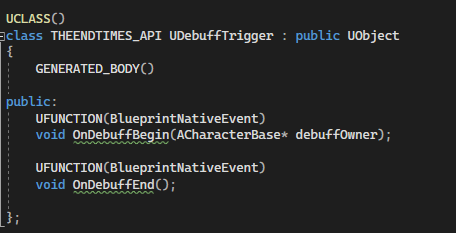 UCLASS()
class THEENDTIMES_API UDebuffTrigger : public UObject
{
GENERATED_BODY()
public:
UFUNCTION(BlueprintNativeEvent)
void OnDebuffBegin(ACharacterBase* debuffOwner);
UFUNCTION(BlueprintNativeEvent)
void OnDebuffEnd();
};